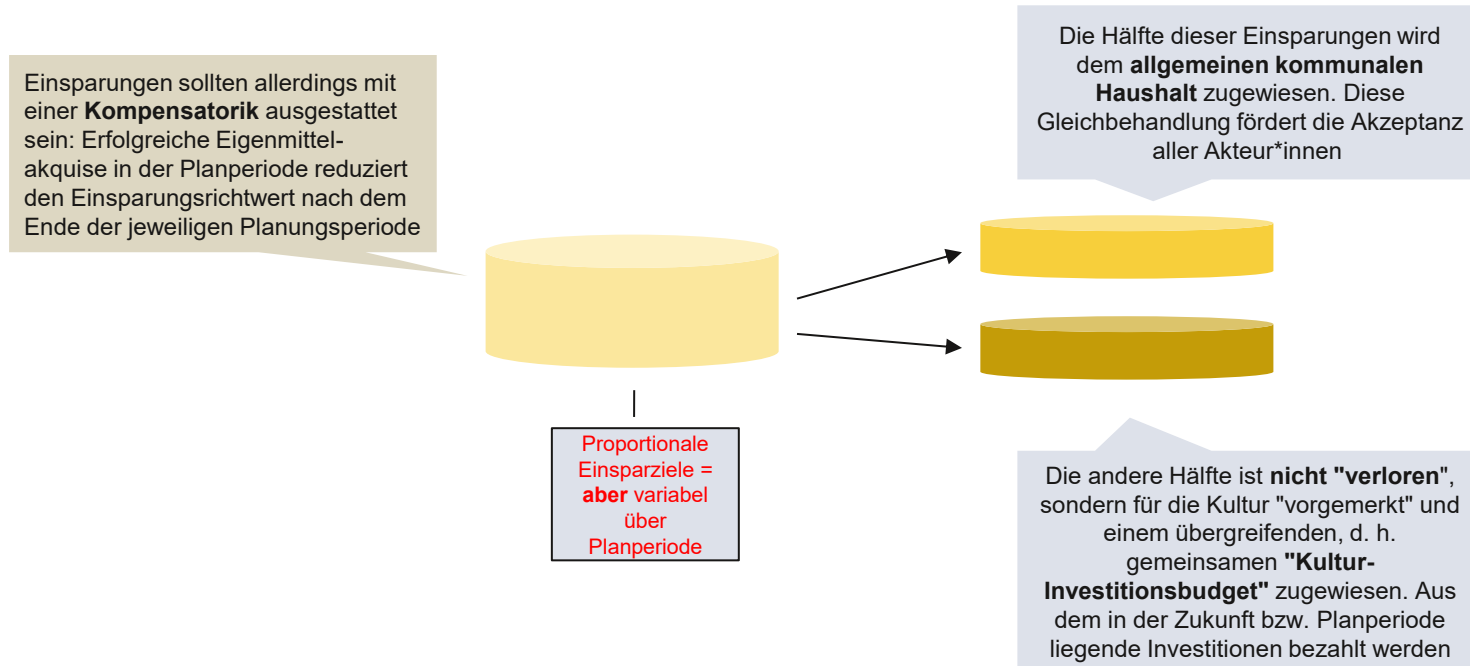 Einsparungen sollten allerdings mit
einer Kompensatorik ausgestattet
sein: Erfolgreiche Eigenmittel-
akquise in der Planperiode reduziert
den Einsparungsrichtwert nach dem
Ende der jeweiligen Planungsperiode
Die Hälfte dieser Einsparungen wird
dem allgemeinen kommunalen
Haushalt zugewiesen. Diese
Gleichbehandlung fördert die Akzeptanz
aller Akteur*innen
Proportionale
Einsparziele =
aber variabel
über
Planperiode
Die andere Hälfte ist nicht "verloren",
sondern für die Kultur "vorgemerkt" und
einem übergreifenden, d. h.
gemeinsamen "Kultur-
Investitionsbudget" zugewiesen. Aus
dem in der Zukunft bzw. Planperiode
liegende Investitionen bezahlt werden